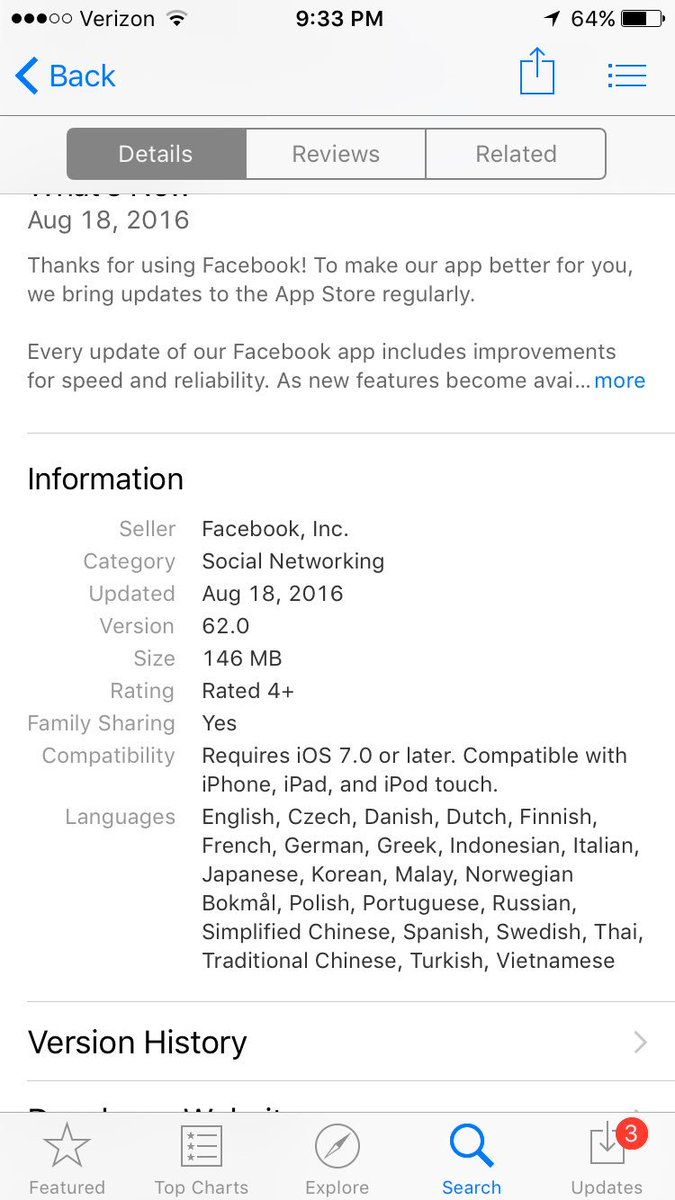 Verizon 9:33 PM 64%
Back
Details Reviews Related
Aug 18, 2016
Thanks for using Facebook! To make our app better for you,
we bring updates to the App Store regularly.
Every update of our Facebook app includes improvements
for speed and reliability. As new features become avai... more
Information
Seller Facebook, Inc.
Category Social Networking
Updated Aug 18, 2016
Version 62.0
Size 146 MB
Rating Rated 4+
Family Sharing Yes
Compatibility Requires iOS 7.0 or later. Compatible with
iPhone, iPad, and iPod touch.
Languages English, Czech, Danish, Dutch, Finnish,
French, German, Greek, Indonesian, Italian,
Japanese, Korean, Malay, Norwegian
Bokmål, Polish, Portuguese, Russian,
Simplified Chinese, Spanish, Swedish, Thai,
Traditional Chinese, Turkish, Vietnamese
Version History
3
Featured Top Charts Explore Search Updates